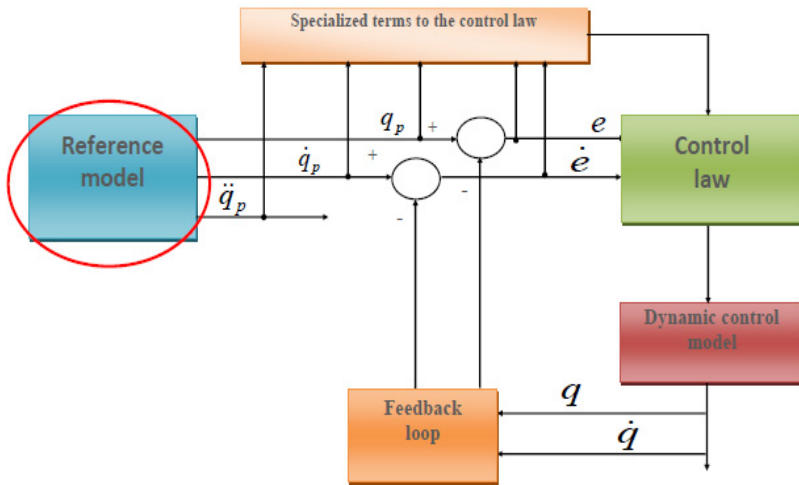 Specialized terms to the control law
Reference
model
q_p
+
q̇_p
+
q̈_p
-
-
e
ė
Control
law
Dynamic control
model
Feedback
loop
q
q̇